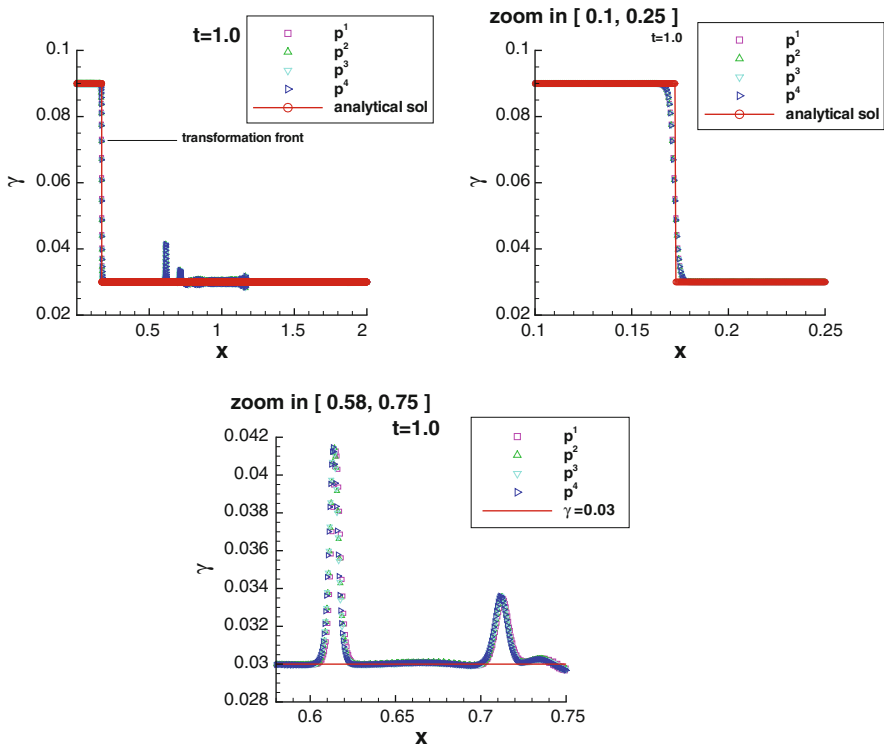 t=1.0
p1
p2
p3
p4
analytical sol
transformation front
γ
0.1
0.08
0.06
0.04
0.02
0.5
1
1.5
2
x
zoom in [ 0.1, 0.25 ]
t=1.0
p1
p2
p3
p4
analytical sol
γ
0.1
0.08
0.06
0.04
0.02
0.1
0.15
0.2
0.25
x
zoom in [ 0.58, 0.75 ]
t=1.0
p1
p2
p3
p4
γ=0.03
γ
0.042
0.04
0.038
0.036
0.034
0.032
0.03
0.028
0.6
0.65
0.7
0.75
x